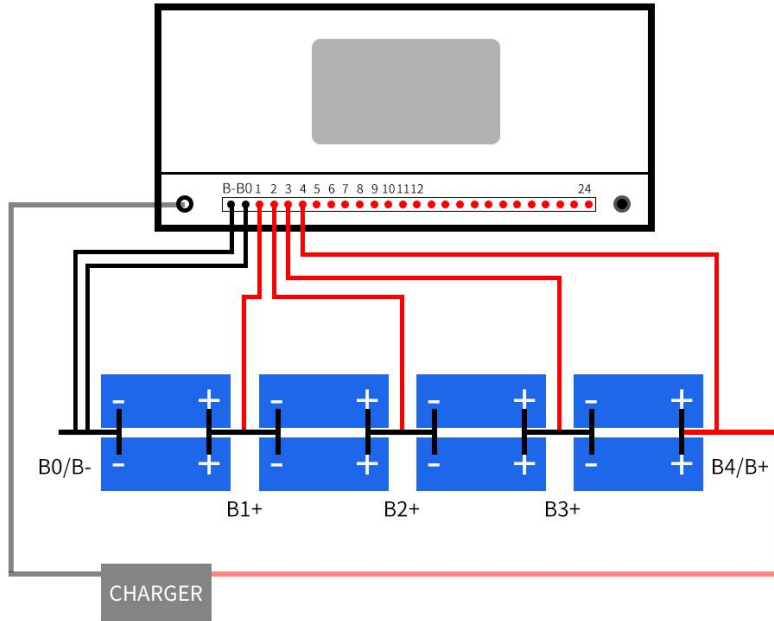 B-B0 1 2 3 4 5 6 7 8 9 10 11 12 24
- + - + - + - +
- + - + - + - +
B0/B- B4/B+
B1+ B2+ B3+
CHARGER